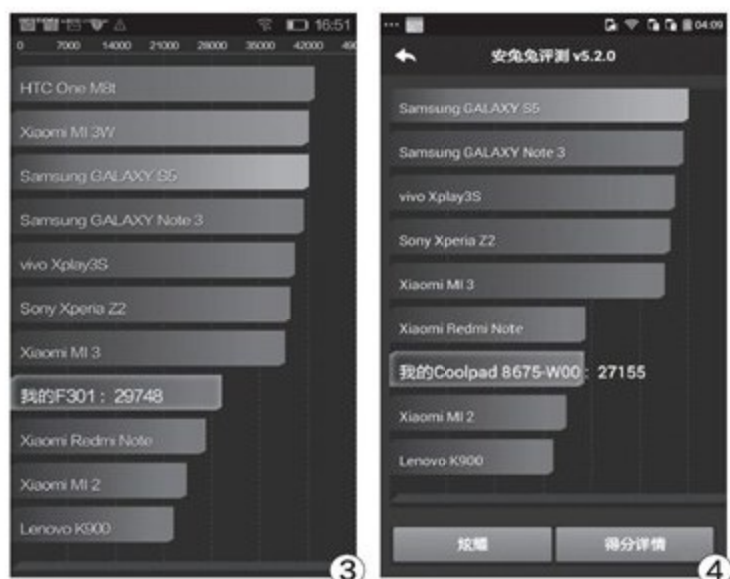 16:51
0 7000 14000 21000 28000 35000 42000
HTC One M8t
Xiaomi MI 3W
Samsung GALAXY S5
Samsung GALAXY Note 3
vivo Xplay3S
Sony Xperia Z2
Xiaomi MI 3
我的F301：29748
Xiaomi Redmi Note
Xiaomi MI 2
Lenovo K900
③
04:09
安兔兔评测 v5.2.0
Samsung GALAXY S5
Samsung GALAXY Note 3
vivo Xplay3S
Sony Xperia Z2
Xiaomi MI 3
Xiaomi Redmi Note
我的Coolpad 8675-W00：27155
Xiaomi MI 2
Lenovo K900
炫耀
得分详情
④